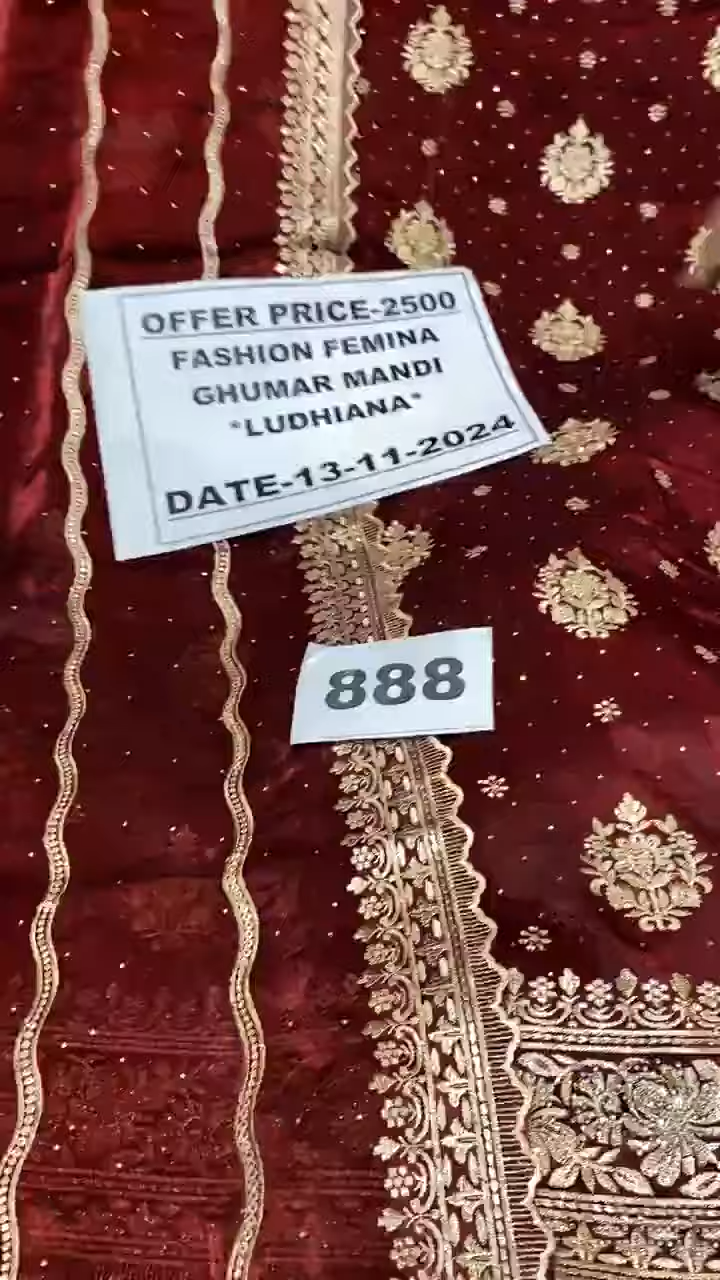 OFFER PRICE-2500
FASHION FEMINA
GHUMAR MANDI
*LUDHIANA*
DATE-13-11-2024
888